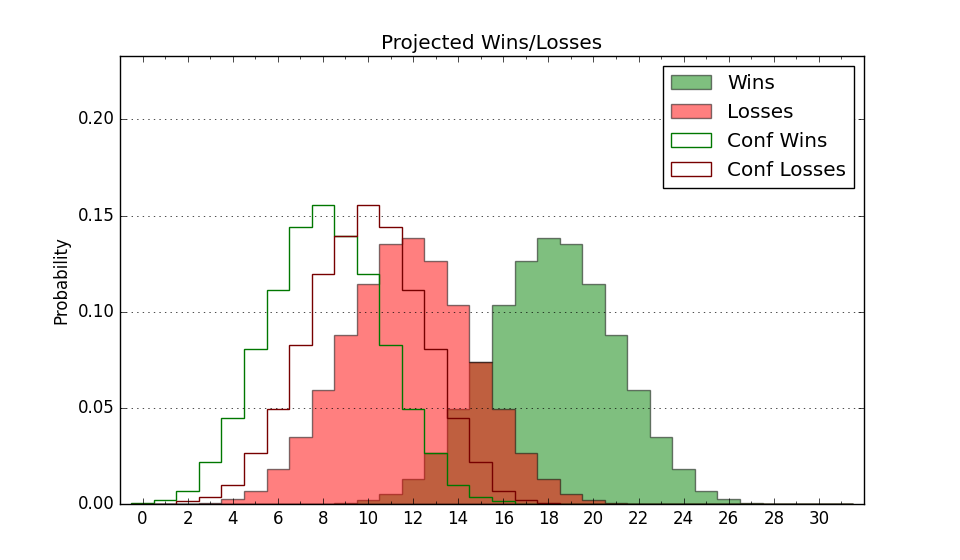 Projected Wins/Losses
Wins
Losses
Conf Wins
Conf Losses
Probability
0.20
0.15
0.10
0.05
0.00
0 2 4 6 8 10 12 14 16 18 20 22 24 26 28 30